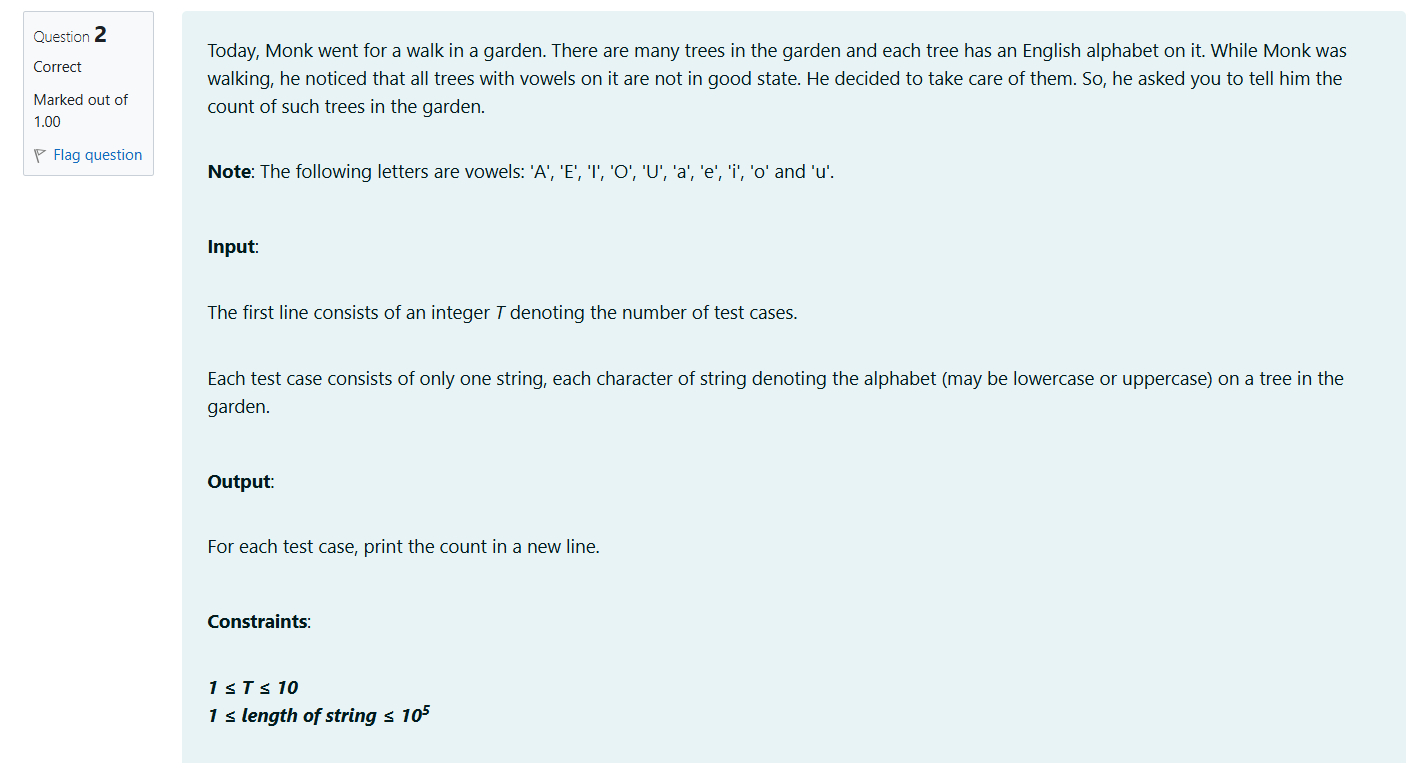 Question 2
Correct
Marked out of
1.00
Flag question
Today, Monk went for a walk in a garden. There are many trees in the garden and each tree has an English alphabet on it. While Monk was
walking, he noticed that all trees with vowels on it are not in good state. He decided to take care of them. So, he asked you to tell him the
count of such trees in the garden.
Note: The following letters are vowels: 'A', 'E', 'I', 'O', 'U', 'a', 'e', 'i', 'o' and 'u'.
Input:
The first line consists of an integer T denoting the number of test cases.
Each test case consists of only one string, each character of string denoting the alphabet (may be lowercase or uppercase) on a tree in the
garden.
Output:
For each test case, print the count in a new line.
Constraints:
1 ≤ T ≤ 10
1 ≤ length of string ≤ 10⁵